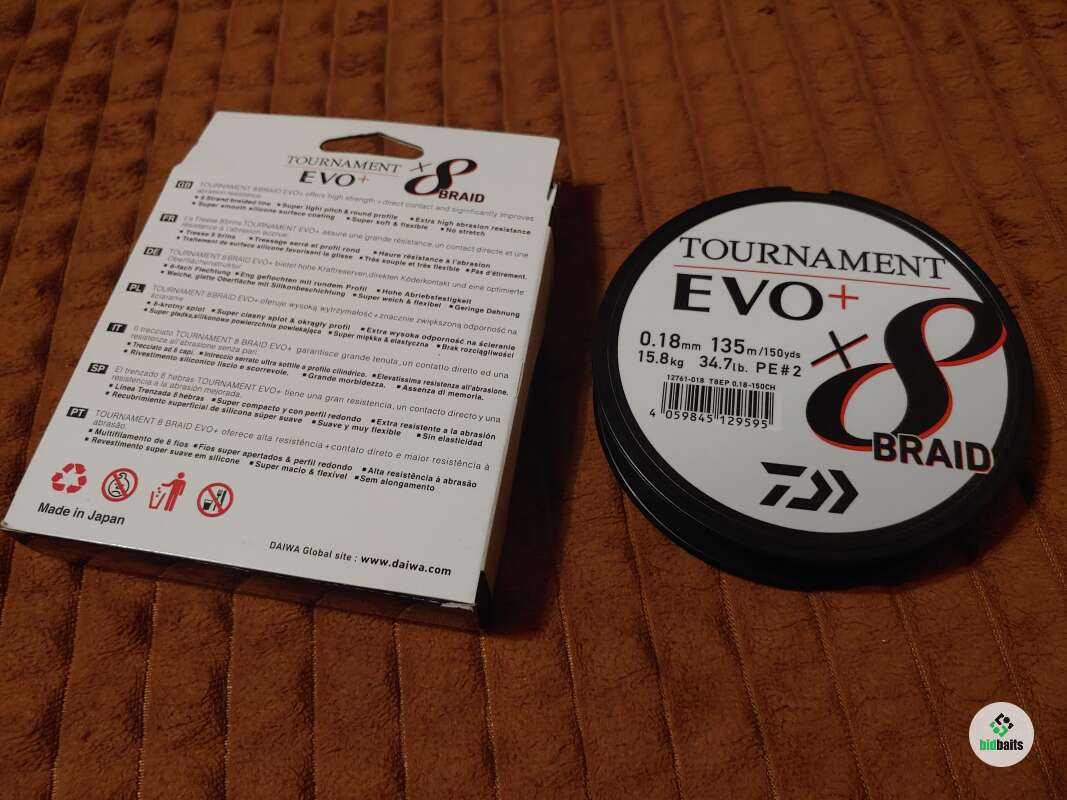 TOURNAMENT
EVO+ ×8
BRAID
GB TOURNAMENT 8BRAID EVO+ offers high strength + direct contact and significantly improves
abrasion resistance
▪8 Strand braided line ▪Super tight pitch & round profile ▪Extra high abrasion resistance
▪Super smooth silicone surface coating ▪Super soft & flexible ▪No stretch
FR La Tresse 8brins TOURNAMENT EVO+ assure une grande résistance, un contact directe et une
résistance à l'abrasion accrue.
▪Tresse 8 brins ▪Tressage serré et profil rond ▪Haure résistance à l'abrasion
▪Traitement de surface silicone favorisant la glisse ▪Très souple et très flexible ▪Pas d'étirement.
DE TOURNAMENT 8BRAID EVO+ bietet hohe Kraftreserven, direkten Köderkontakt und eine optimierte
Oberflächenstruktur
▪8-fach Flechtung ▪Eng geflochten mit rundem Profil ▪Hohe Abriebsfestigkeit
▪Weiche, glatte Oberfläche mit Silikonbeschichtung ▪Super weich & flexibel ▪Geringe Dehnung
PL TOURNAMENT 8BRAID EVO+ oferuje wysoką wytrzymałość + znacznie zwiększoną odporność na
ścieranie
▪8-krotny splot ▪Super ciasny splot & okrągły profil ▪Extra wysoka odporność na ścieranie
▪Super gładka, silikonowa powierzchnia powlekająca ▪Super miękka & elastyczna ▪Brak rozciągliwości
IT Il trecciato TOURNAMENT 8 BRAID EVO+ garantisce grande tenuta, un contatto diretto ed una
resistenza all'abrasione senza pari.
▪Trecciato a 8 capi. ▪Intreccio serrato ultra sottile a profilo cilindrico. ▪Elevatissima resistenza all'abrasione.
▪Rivestimento siliconico liscio e scorrevole. ▪Grande morbidezza. ▪Assenza di memoria.
SP El trenzado 8 hebras TOURNAMENT EVO+ tiene una gran resistencia, un contacto directo y una
resistencia a la abrasión mejorada.
▪Línea Trenzada 8 hebras ▪Super compacto y con perfil redondo ▪Extra resistente a la abrasión
▪Recubrimiento superficial de silicona súper suave ▪Suave y muy flexible ▪Sin elasticidad
PT TOURNAMENT 8 BRAID EVO+ oferece alta resistência + contato direto e maior resistência à
abrasão.
▪Multifilamento de 8 fios ▪Fios super apertados & perfil redondo ▪Alta resistência à abrasão
▪Revestimento super suave em silicone ▪Super macio & flexível ▪Sem alongamento
Made in Japan
DAIWA Global site : www.daiwa.com
TOURNAMENT
EVO+
×8
BRAID
0.18mm 135m/150yds
15.8kg 34.7lb. PE#2
12761-018 T8EP 0.18-150CH
4 059845 129595
bidbaits